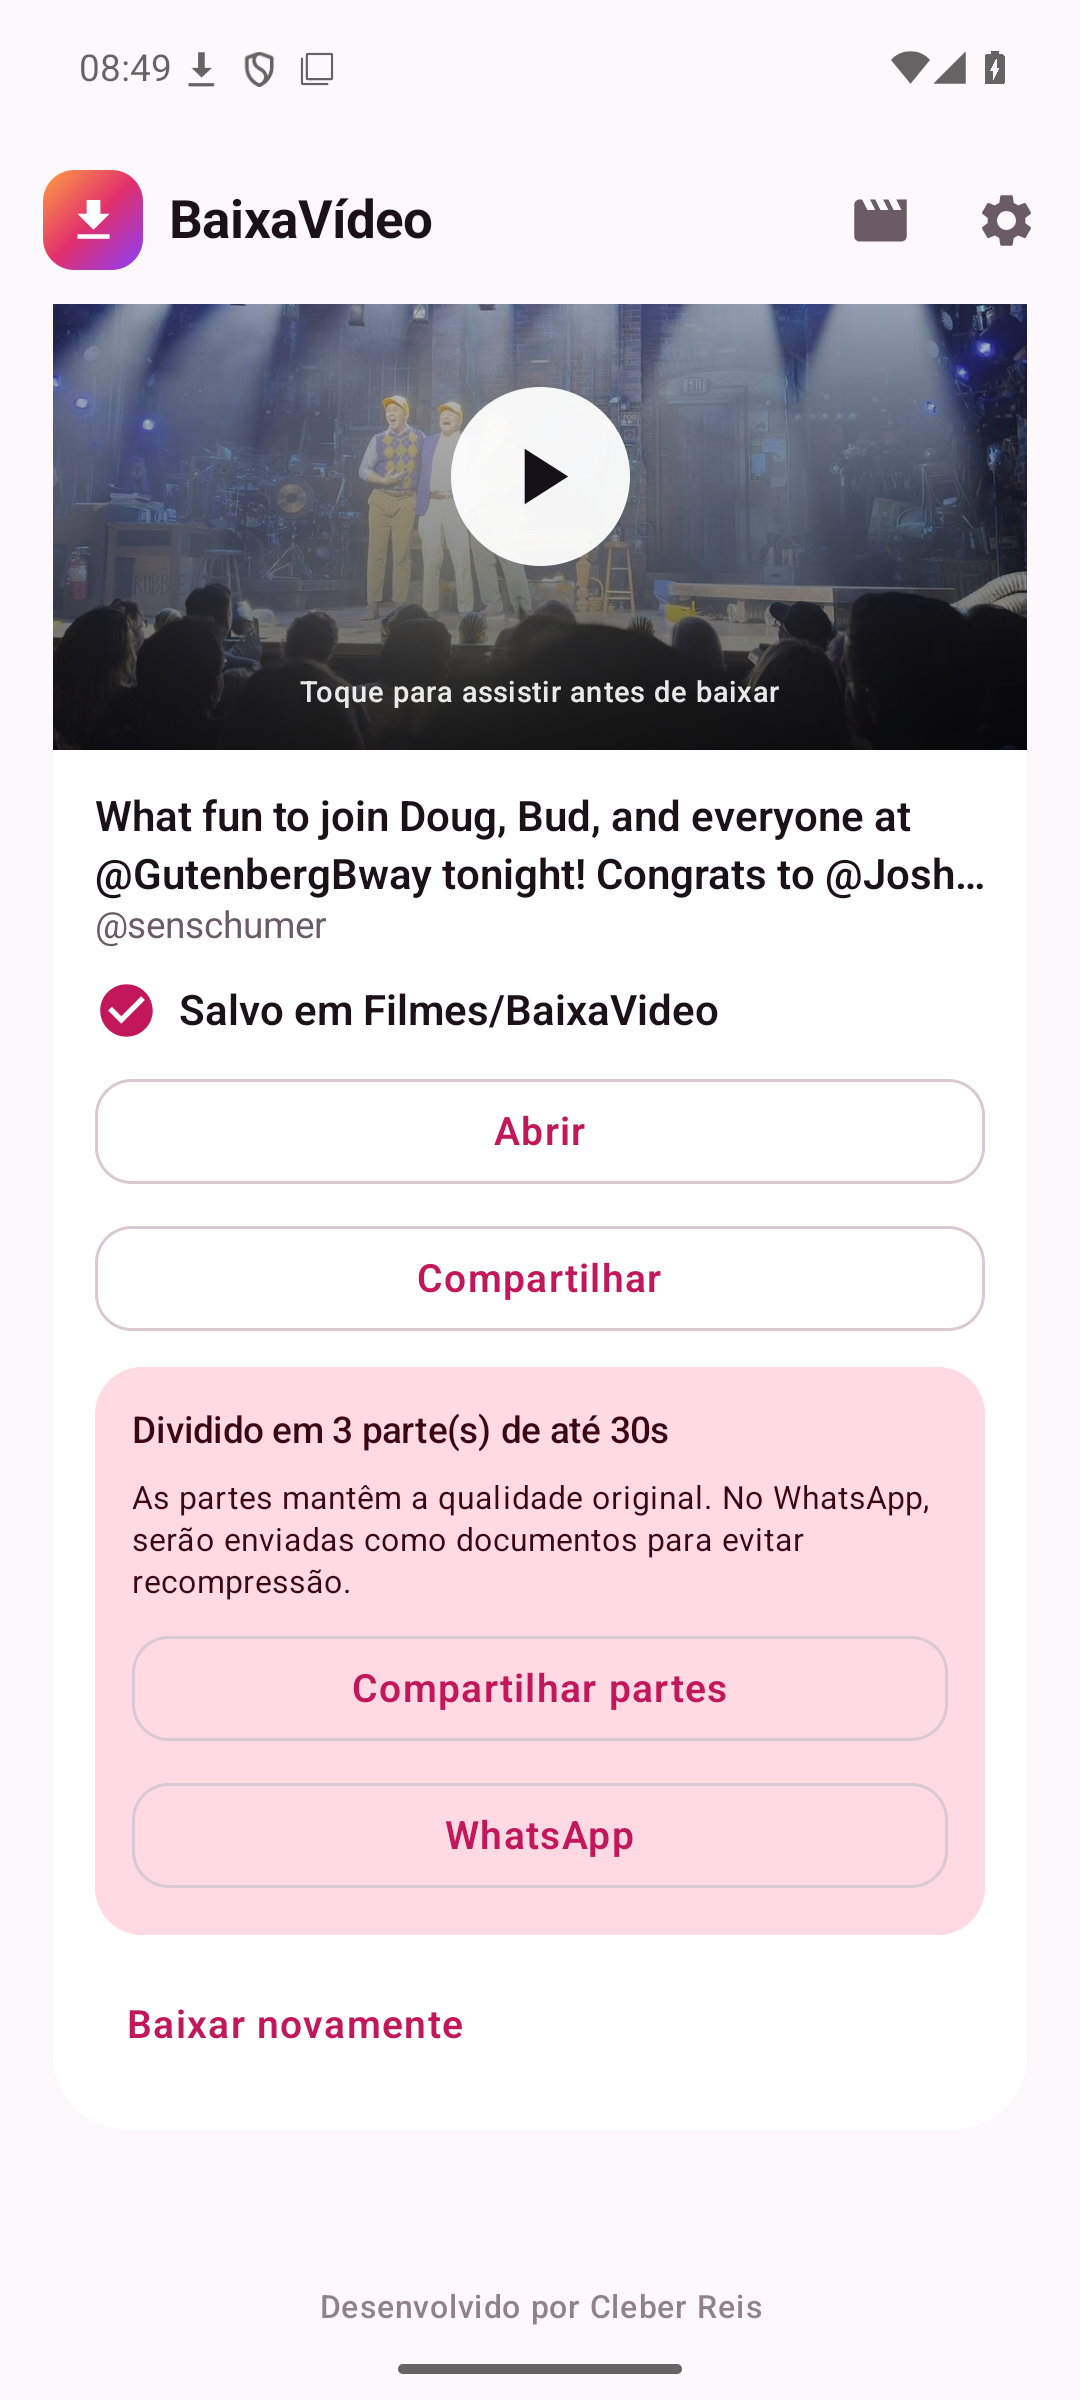 08:49
BaixaVídeo
EXIT
Toque para assistir antes de baixar
What fun to join Doug, Bud, and everyone at
@GutenbergBway tonight! Congrats to @Josh…
@senschumer
Salvo em Filmes/BaixaVideo
Abrir
Compartilhar
Dividido em 3 parte(s) de até 30s
As partes mantêm a qualidade original. No WhatsApp,
serão enviadas como documentos para evitar
recompressão.
Compartilhar partes
WhatsApp
Baixar novamente
Desenvolvido por Cleber Reis